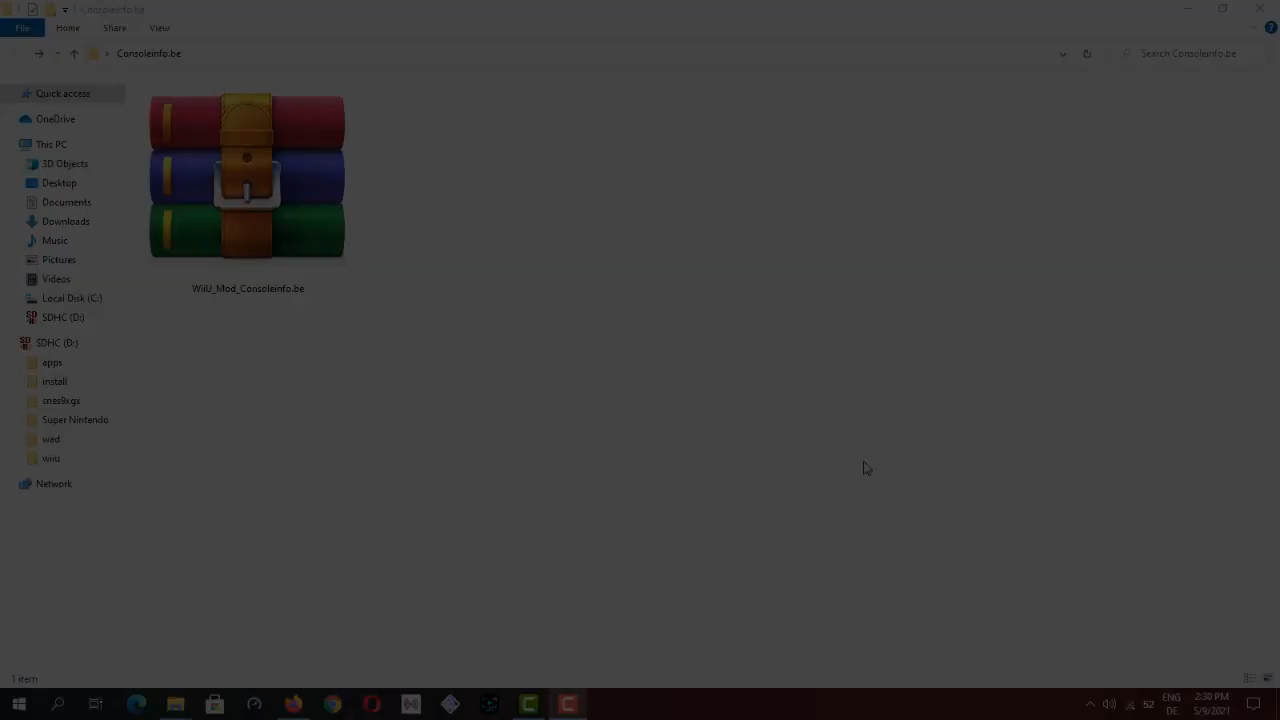 Consoleinfo.be
File Home Share View
Consoleinfo.be
Search Consoleinfo.be
Quick access
OneDrive
This PC
3D Objects
Desktop
Documents
Downloads
Music
Pictures
Videos
Local Disk (C:)
SDHC (D:)
SDHC (D:)
apps
install
snes9xgx
Super Nintendo
wad
wiiu
Network
WiiU_Mod_Consoleinfo.be
1 item
52
ENG
DE
2:30 PM
5/9/2021